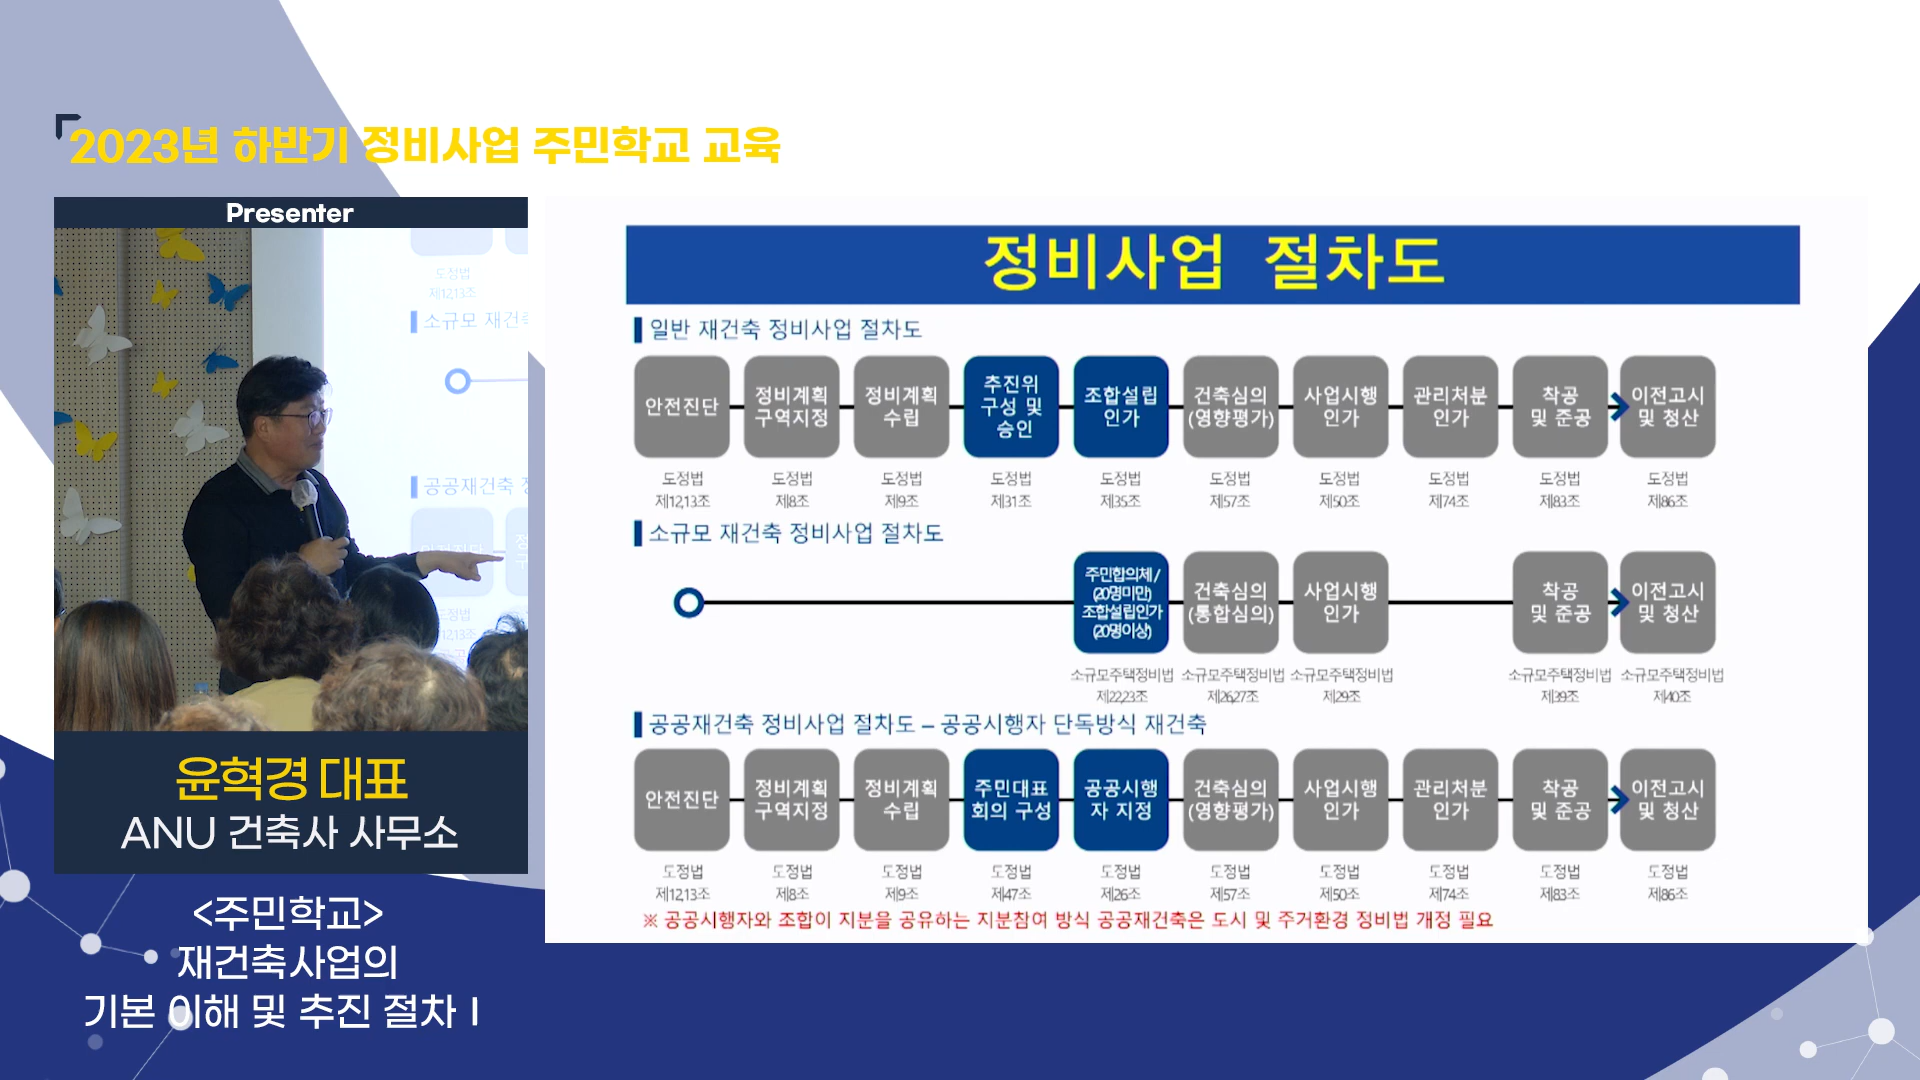 2023년 하반기 정비사업 주민학교 교육
Presenter
도정법
제12,13조
소규모 재건축
공공재건축 정
안전진단
윤혁경 대표
ANU 건축사 사무소
<주민학교>
재건축사업의
기본 이해 및 추진 절차 I
정비사업 절차도
일반 재건축 정비사업 절차도
안전진단
정비계획
구역지정
정비계획
수립
추진위
구성 및
승인
조합설립
인가
건축심의
(영향평가)
사업시행
인가
관리처분
인가
착공
및 준공
이전고시
및 청산
도정법
제12,13조
도정법
제8조
도정법
제9조
도정법
제31조
도정법
제35조
도정법
제57조
도정법
제50조
도정법
제74조
도정법
제83조
도정법
제86조
소규모 재건축 정비사업 절차도
주민합의체/
(20명미만)
조합설립인가
(20명이상)
건축심의
(통합심의)
사업시행
인가
착공
및 준공
이전고시
및 청산
소규모주택정비법
제22,23조
소규모주택정비법
제26,27조
소규모주택정비법
제29조
소규모주택정비법
제39조
소규모주택정비법
제40조
공공재건축 정비사업 절차도 – 공공시행자 단독방식 재건축
안전진단
정비계획
구역지정
정비계획
수립
주민대표
회의 구성
공공시행
자 지정
건축심의
(영향평가)
사업시행
인가
관리처분
인가
착공
및 준공
이전고시
및 청산
도정법
제12,13조
도정법
제8조
도정법
제9조
도정법
제47조
도정법
제26조
도정법
제57조
도정법
제50조
도정법
제74조
도정법
제83조
도정법
제86조
※ 공공시행자와 조합이 지분을 공유하는 지분참여 방식 공공재건축은 도시 및 주거환경 정비법 개정 필요